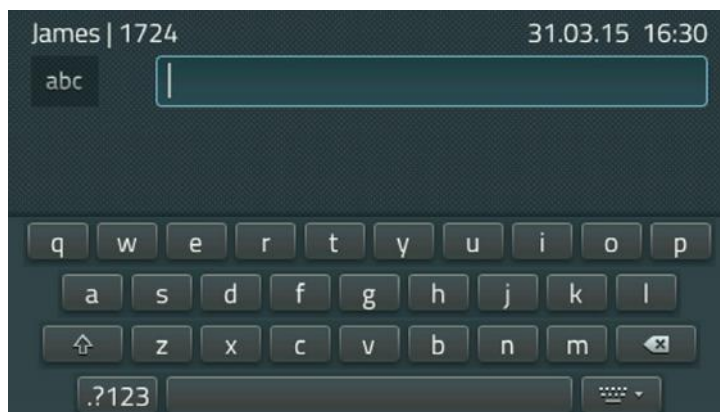 James | 1724 31.03.15 16:30
abc
q w e r t y u i o p
a s d f g h j k l
z x c v b n m
.?123